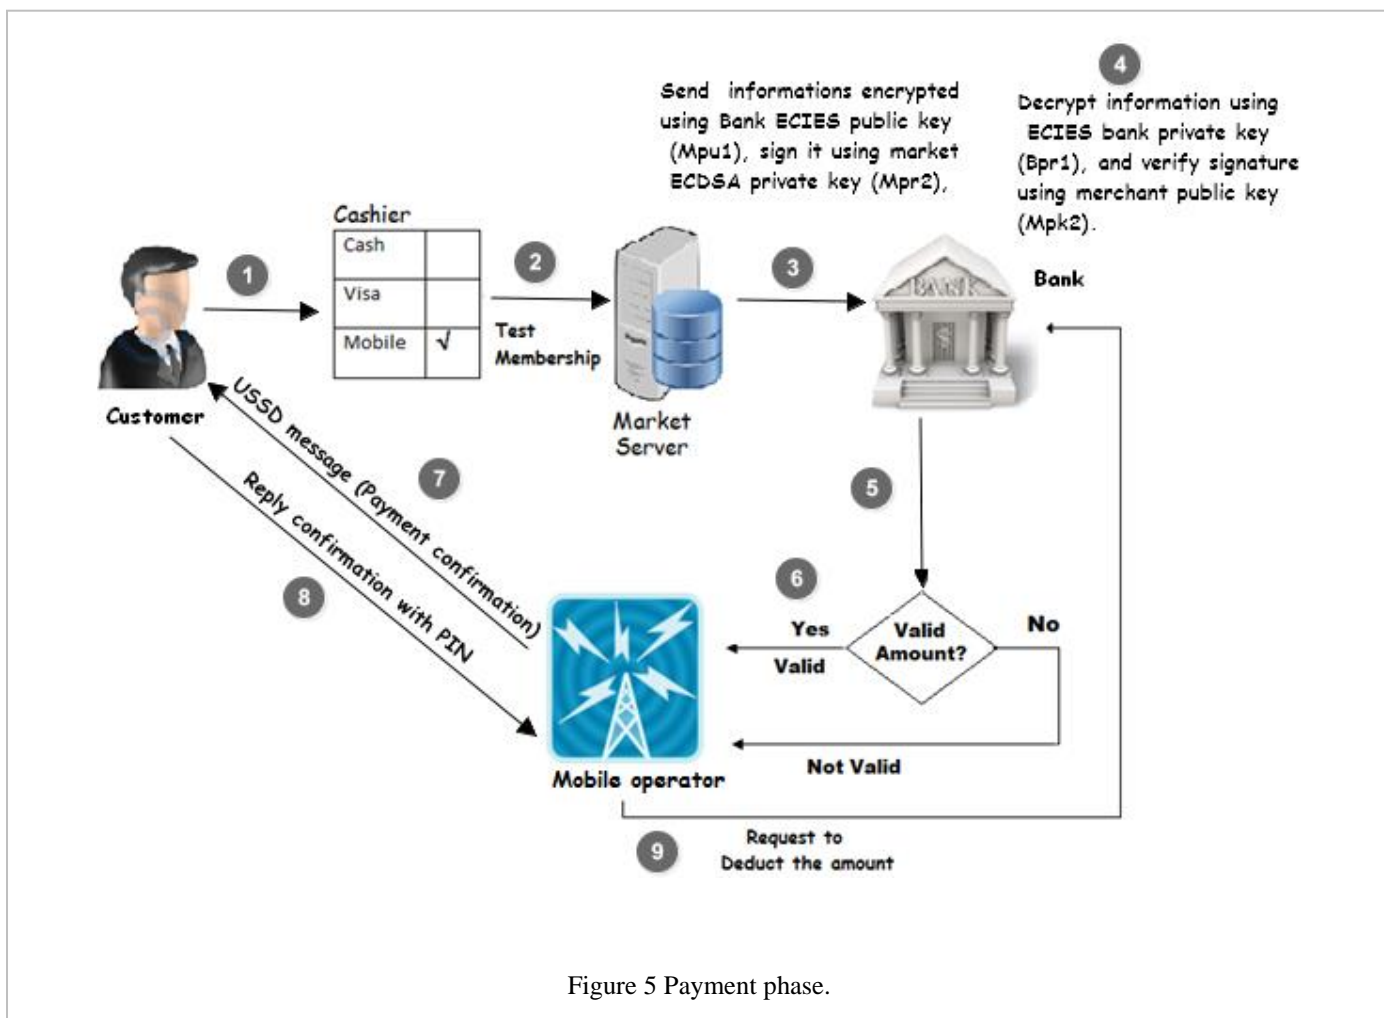 4
Send informations encrypted
using Bank ECIES public key
(Mpu1), sign it using market
ECDSA private key (Mpr2),
Decrypt information using
ECIES bank private key
(Bpr1), and verify signature
using merchant public key
(Mpk2).
Cashier
Cash
Visa
Mobile √
1
2
3
Test
Membership
BANK
Bank
Customer
Market
Server
USSD message (Payment confirmation)
7
Reply confirmation with PIN
8
5
6
Yes
Valid
Valid
Amount?
No
Not Valid
Mobile operator
9
Request to
Deduct the amount
Figure 5 Payment phase.